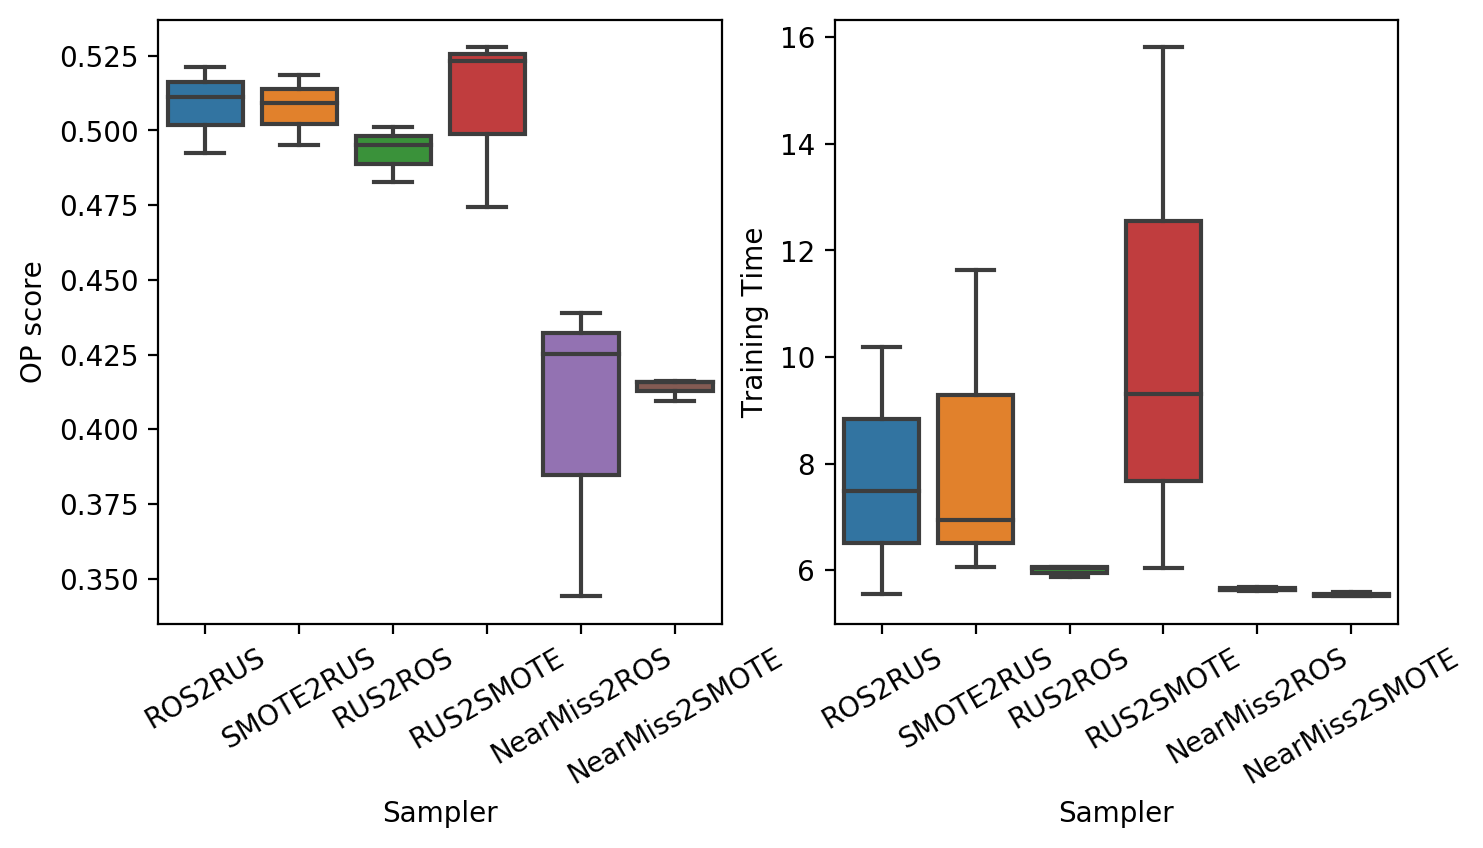 OP score
0.525
0.500
0.475
0.450
0.425
0.400
0.375
0.350
ROS2RUS
SMOTE2RUS
RUS2ROS
RUS2SMOTE
NearMiss2ROS
NearMiss2SMOTE
Sampler
Training Time
16
14
12
10
8
6
ROS2RUS
SMOTE2RUS
RUS2ROS
RUS2SMOTE
NearMiss2ROS
NearMiss2SMOTE
Sampler